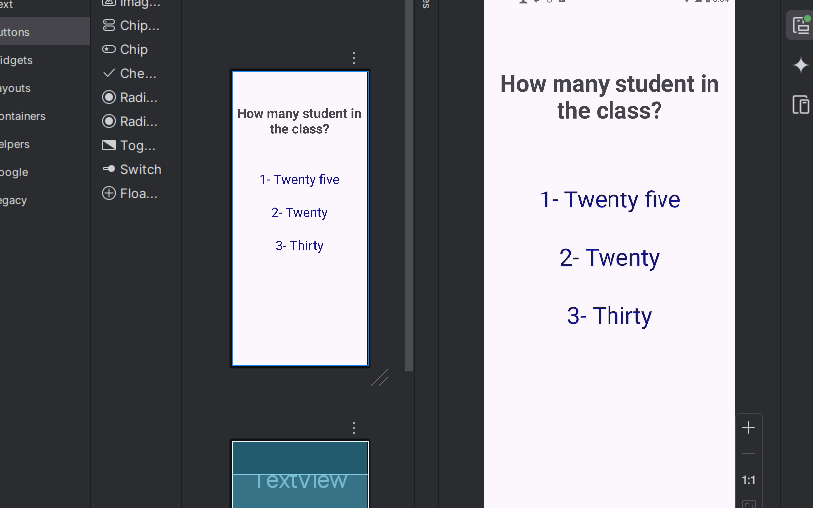 ext
uttons
idgets
ayouts
ontainers
elpers
oogle
egacy
Imag...
Chip...
Chip
Che...
Radi...
Radi...
Tog...
Switch
Floa...
How many student in
the class?
1- Twenty five
2- Twenty
3- Thirty
TextView
es
How many student in
the class?
1- Twenty five
2- Twenty
3- Thirty
1:1